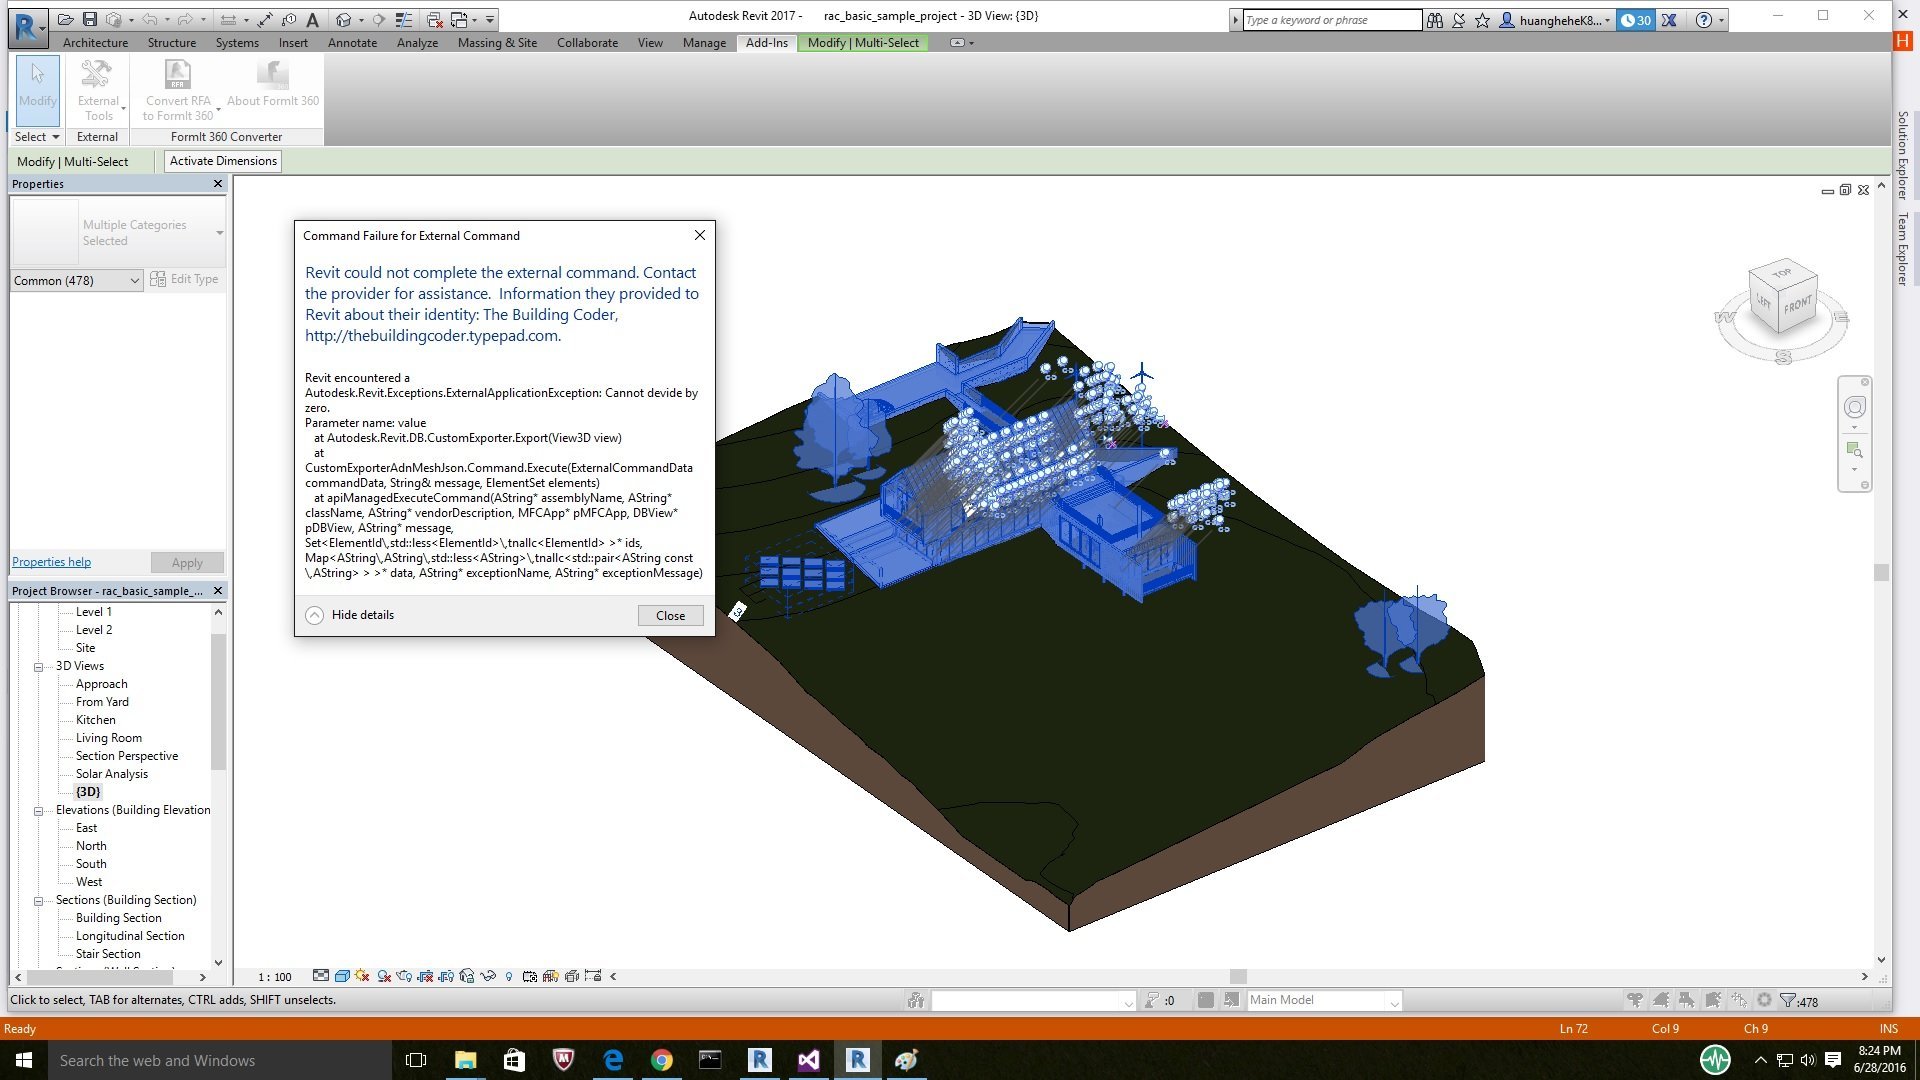 Autodesk Revit 2017 -     rac_basic_sample_project - 3D View: {3D}
Type a keyword or phrase
huangheheK8...
30
Architecture Structure Systems Insert Annotate Analyze Massing & Site Collaborate View Manage Add-Ins Modify | Multi-Select
Modify
External
Tools
Convert RFA
to FormIt 360
About FormIt 360
Select
External
FormIt 360 Converter
Modify | Multi-Select
Activate Dimensions
Properties
Multiple Categories
Selected
Common (478)
Edit Type
Properties help
Apply
Project Browser - rac_basic_sample_...
Level 1
Level 2
Site
3D Views
Approach
From Yard
Kitchen
Living Room
Section Perspective
Solar Analysis
{3D}
Elevations (Building Elevation
East
North
South
West
Sections (Building Section)
Building Section
Longitudinal Section
Stair Section
Command Failure for External Command
Revit could not complete the external command. Contact
the provider for assistance.  Information they provided to
Revit about their identity: The Building Coder,
http://thebuildingcoder.typepad.com.
Revit encountered a
Autodesk.Revit.Exceptions.ExternalApplicationException: Cannot devide by
zero.
Parameter name: value
at Autodesk.Revit.DB.CustomExporter.Export(View3D view)
at
CustomExporterAdnMeshJson.Command.Execute(ExternalCommandData
commandData, String& message, ElementSet elements)
at apiManagedExecuteCommand(AString* assemblyName, AString*
className, AString* vendorDescription, MFCApp* pMFCApp, DBView*
pDBView, AString* message,
Set<ElementId\,std::less<ElementId>\,tnallc<ElementId> >* ids,
Map<AString\,AString\,std::less<AString>\,tnallc<std::pair<AString const
\,AString> > >* data, AString* exceptionName, AString* exceptionMessage)
Hide details
Close
TOP
LEFT
FRONT
W
E
S
Solution Explorer
Team Explorer
1 : 100
Click to select, TAB for alternates, CTRL adds, SHIFT unselects.
:0
Main Model
:478
Ready
Ln 72
Col 9
Ch 9
INS
Search the web and Windows
8:24 PM
6/28/2016